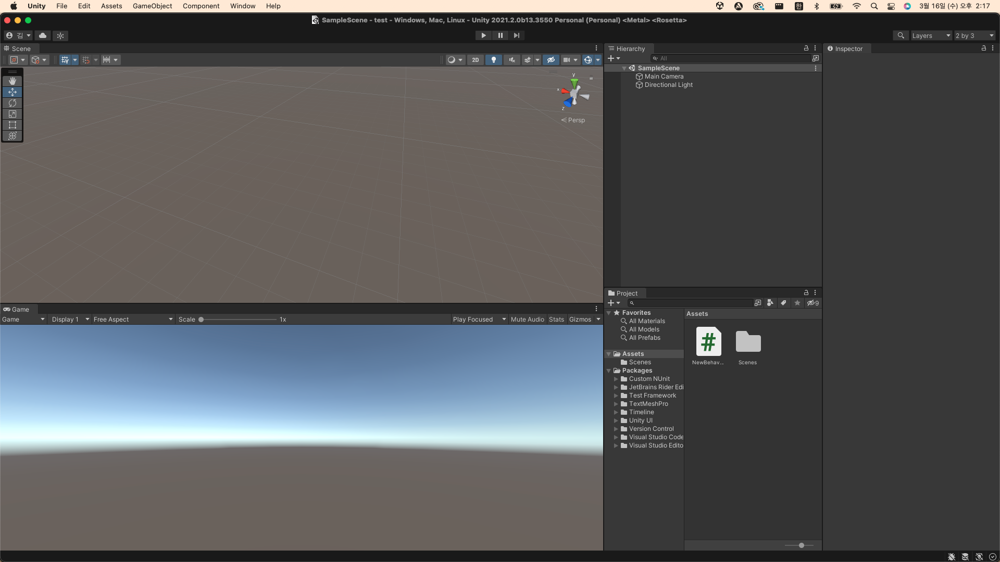 Unity File Edit Assets GameObject Component Window Help 한 3월 16일 (수) 오후 2:17
SampleScene - test - Windows, Mac, Linux - Unity 2021.2.0b13.3550 Personal (Personal) <Metal> <Rosetta>
김 Layers 2 by 3
Scene
2D
y
x
z
Persp
Hierarchy
All
SampleScene
Main Camera
Directional Light
Inspector
Game
Game Display 1 Free Aspect Scale 1x Play Focused Mute Audio Stats Gizmos
Project
9
Favorites
All Materials
All Models
All Prefabs
Assets
Scenes
Packages
Custom NUnit
JetBrains Rider Edi
Test Framework
TextMeshPro
Timeline
Unity UI
Version Control
Visual Studio Code
Visual Studio Edito
Assets
#
NewBehav... Scenes